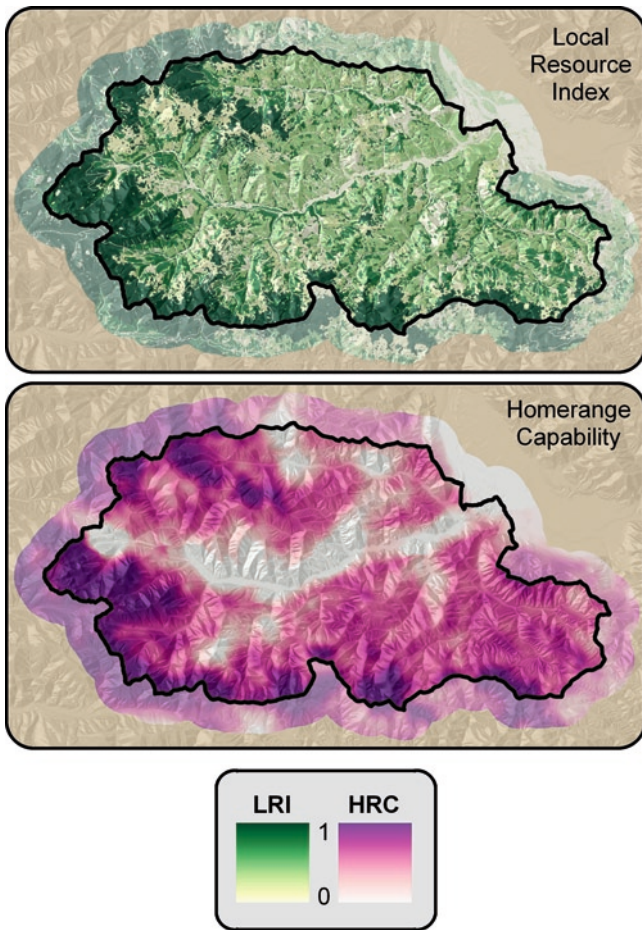 Local
Resource
Index
Homerange
Capability
LRI HRC
1
0